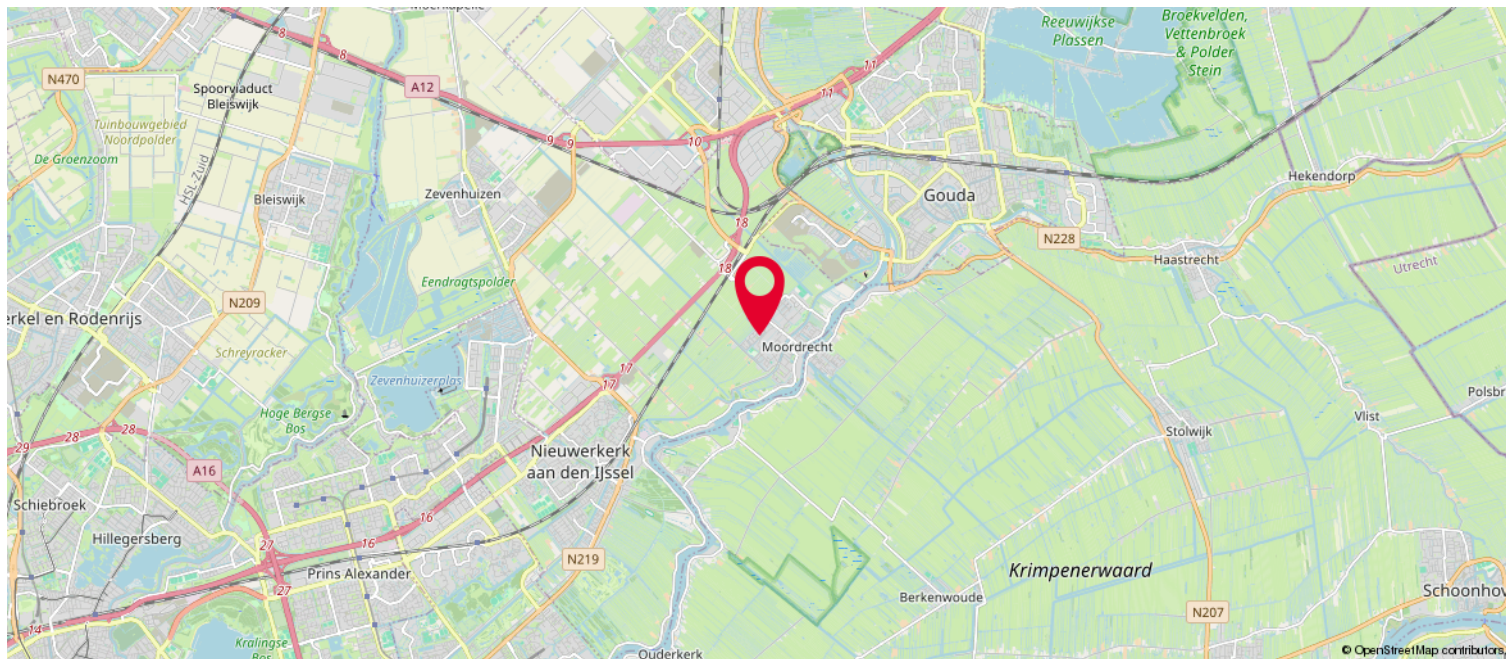 Moerkapelle
8
8
N470
Spoorviaduct
Bleiswijk
A12
11
11
Reeuwijkse
Plassen
Broekvelden,
Vettenbroek
& Polder
Stein
Tuinbouwgebied
Noordpolder
De Groenzoom
HSL-Zuid
9
9
10
Bleiswijk
Zevenhuizen
Gouda
Hekendorp
18
18
N228
Haastrecht
Utrecht
Eendragtspolder
N209
erkel en Rodenrijs
Schreyracker
Moordrecht
Zevenhuizerplas
17
17
Hoge Bergse
Bos
Polsbr
Vlist
Stolwijk
29
28
28
A16
Nieuwerkerk
aan den IJssel
Schiebroek
16
16
Hillegersberg
27
27
Prins Alexander
N219
Krimpenerwaard
Berkenwoude
N207
Schoonhov
14
Kralingse
Bos
Ouderkerk
© OpenStreetMap contributors